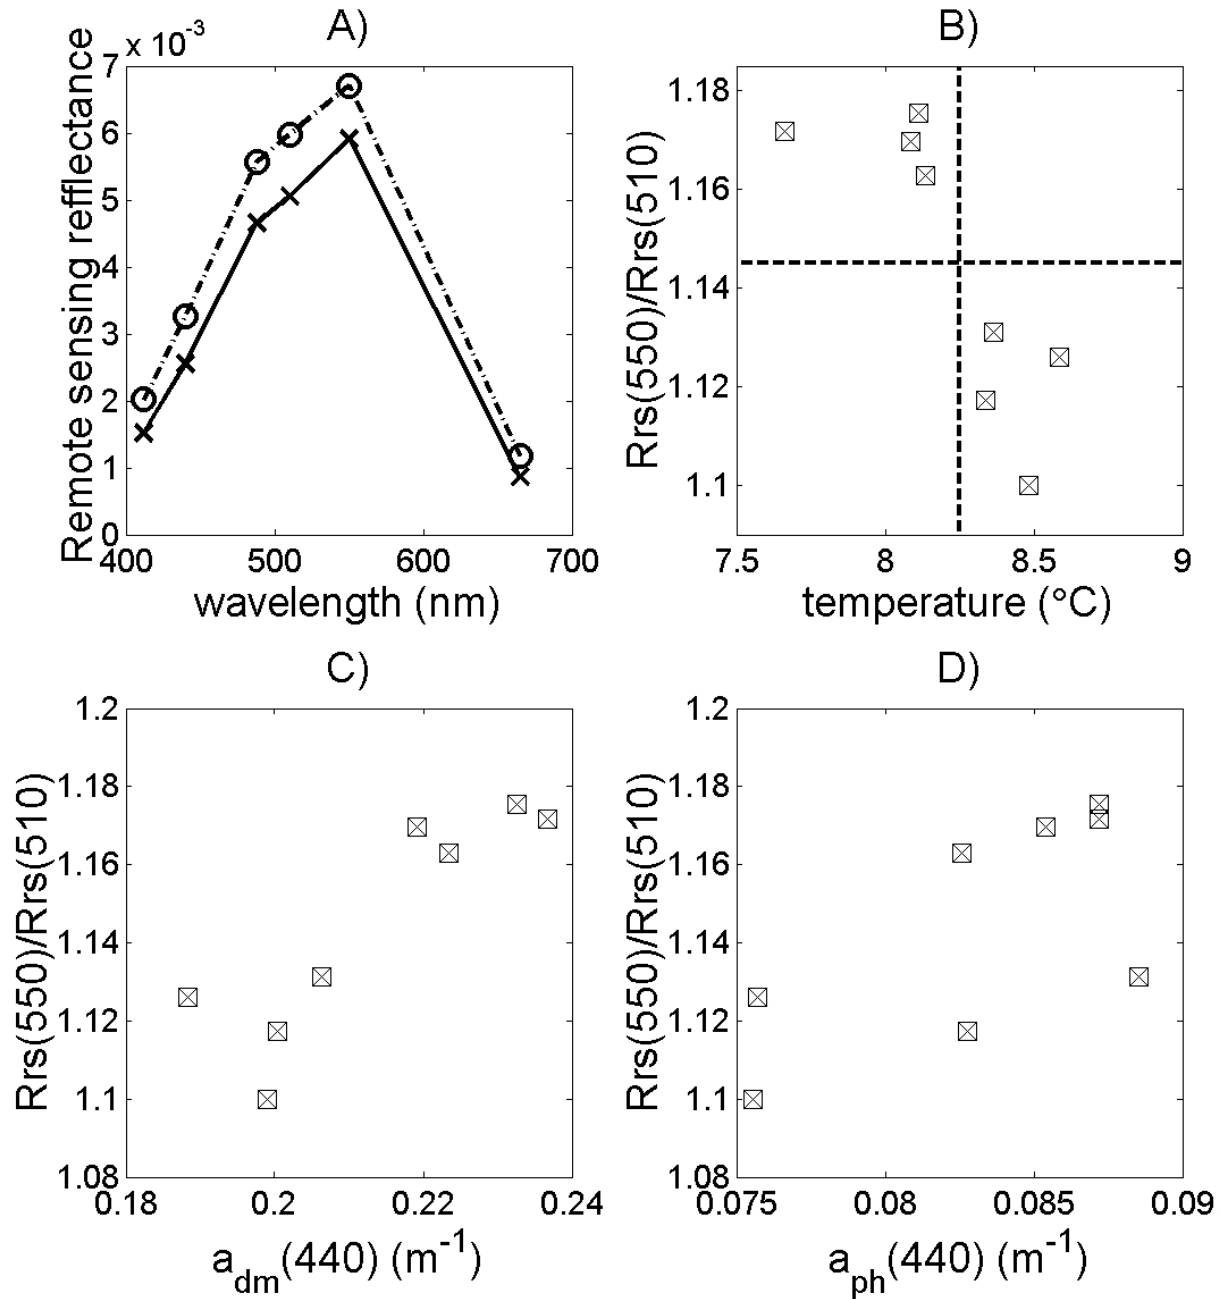 A)
x 10-3
Remote sensing refflectance
7
6
5
4
3
2
1
0
400 500 600 700
wavelength (nm)
B)
Rrs(550)/Rrs(510)
1.18
1.16
1.14
1.12
1.1
7.5 8 8.5 9
temperature (°C)
C)
Rrs(550)/Rrs(510)
1.2
1.18
1.16
1.14
1.12
1.1
1.08
0.18 0.2 0.22 0.24
adm(440) (m-1)
D)
Rrs(550)/Rrs(510)
1.2
1.18
1.16
1.14
1.12
1.1
1.08
0.075 0.08 0.085 0.09
aph(440) (m-1)